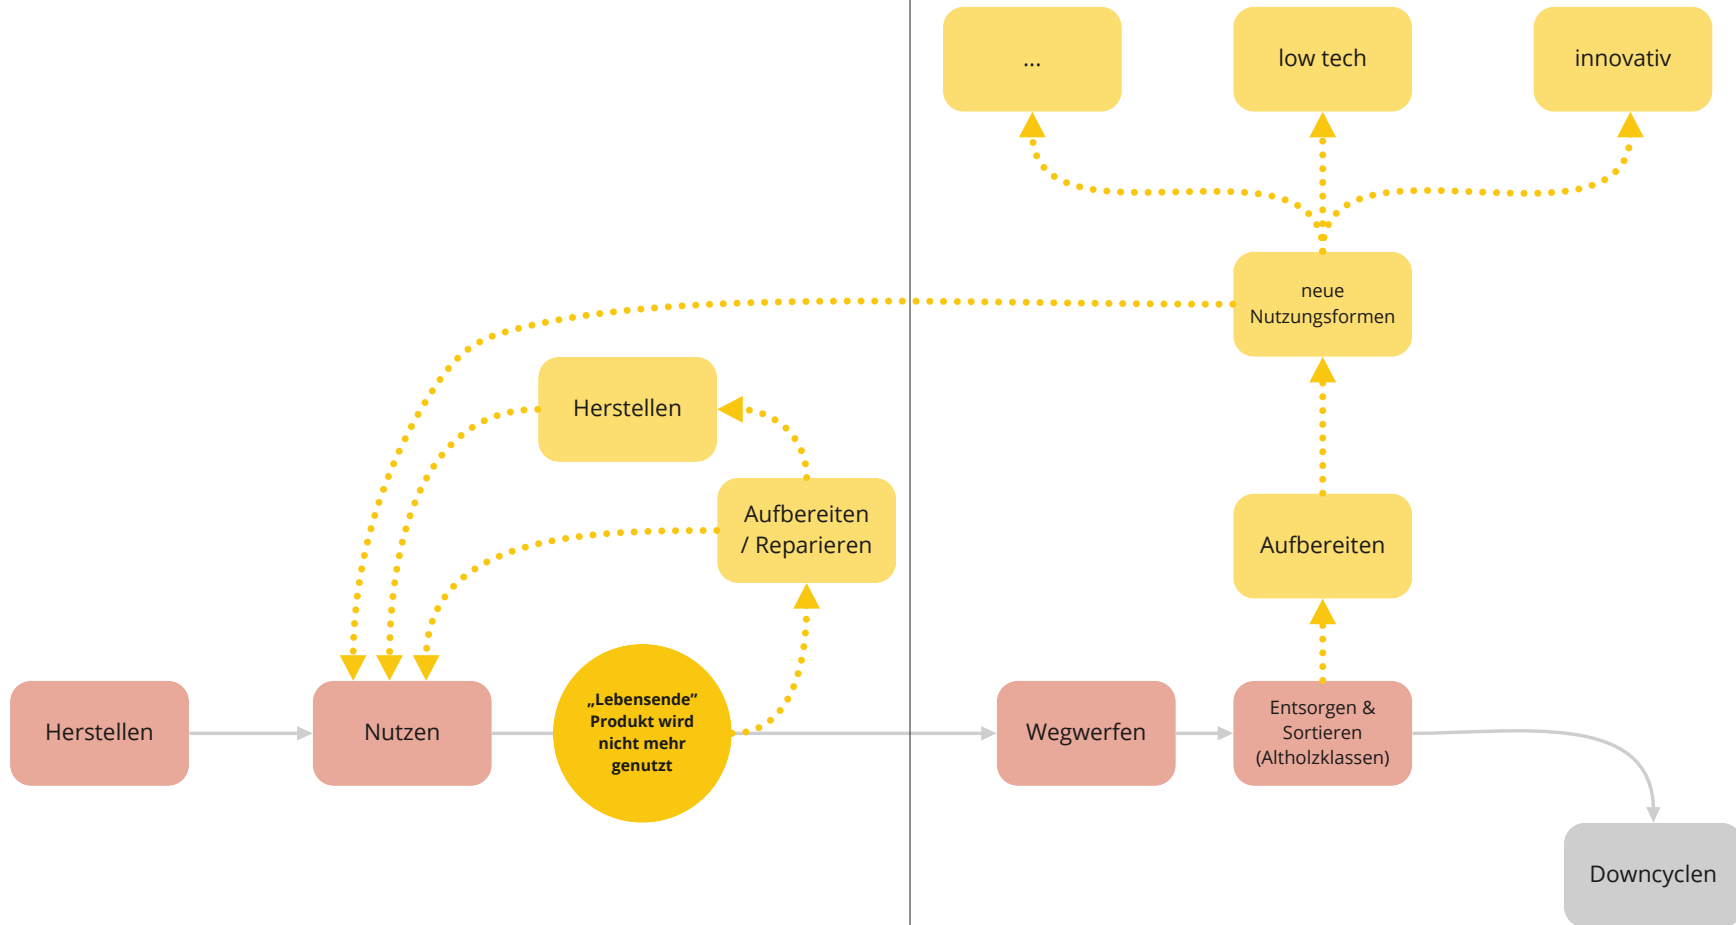 ...
low tech
innovativ
neue
Nutzungsformen
Herstellen
Aufbereiten
/ Reparieren
Aufbereiten
Herstellen
Nutzen
„Lebensende”
Produkt wird
nicht mehr
genutzt
Wegwerfen
Entsorgen &
Sortieren
(Altholzklassen)
Downcyclen